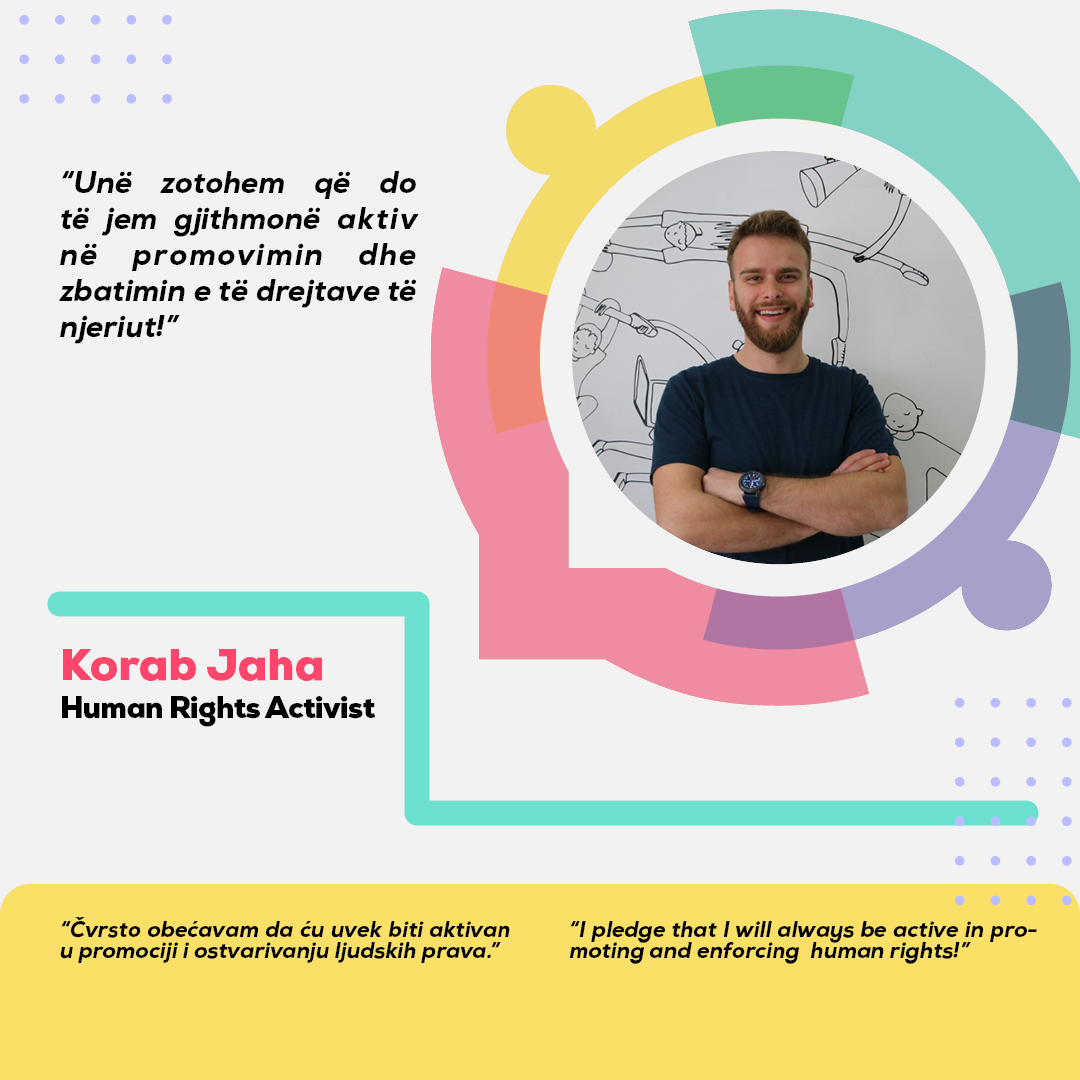 “Unë zotohem që do
të jem gjithmonë aktiv
në promovimin dhe
zbatimin e të drejtave të
njeriut!”
Korab Jaha
Human Rights Activist
“Čvrsto obećavam da ću uvek biti aktivan
u promociji i ostvarivanju ljudskih prava.”
“I pledge that I will always be active in pro-
moting and enforcing human rights!”